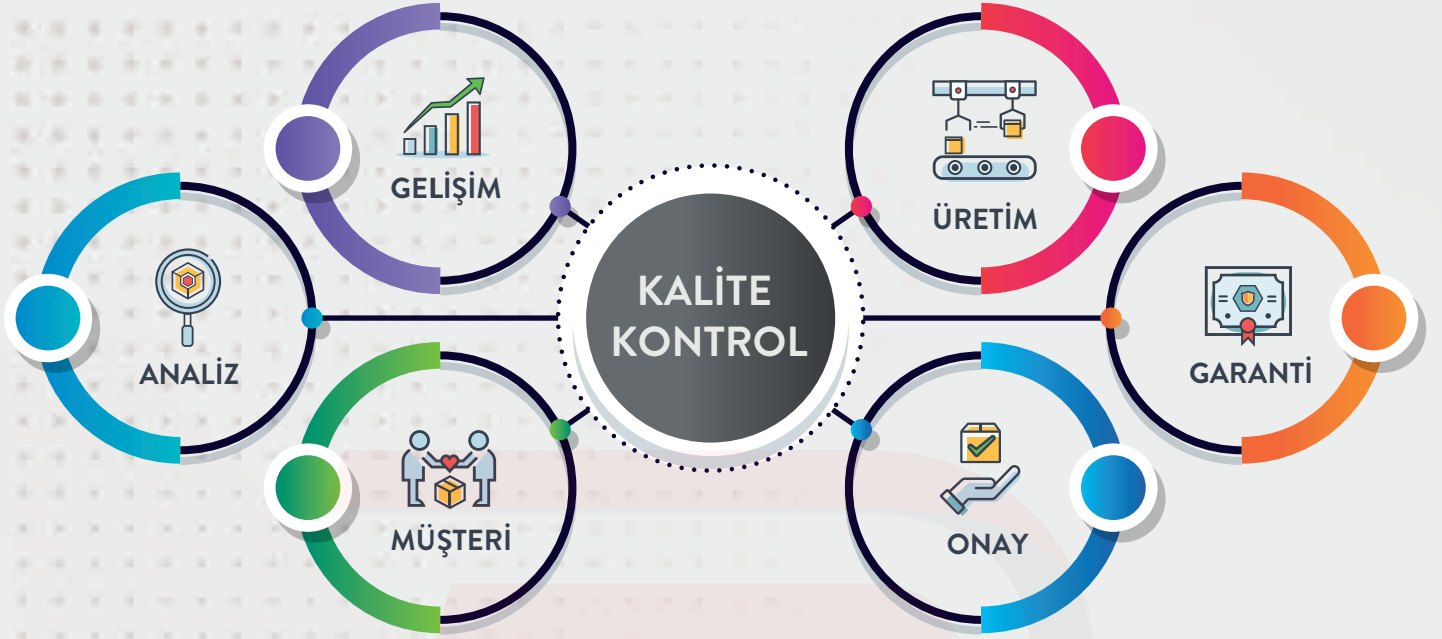 GELİŞİM
ÜRETİM
ANALİZ
KALİTE
KONTROL
GARANTİ
MÜŞTERİ
ONAY